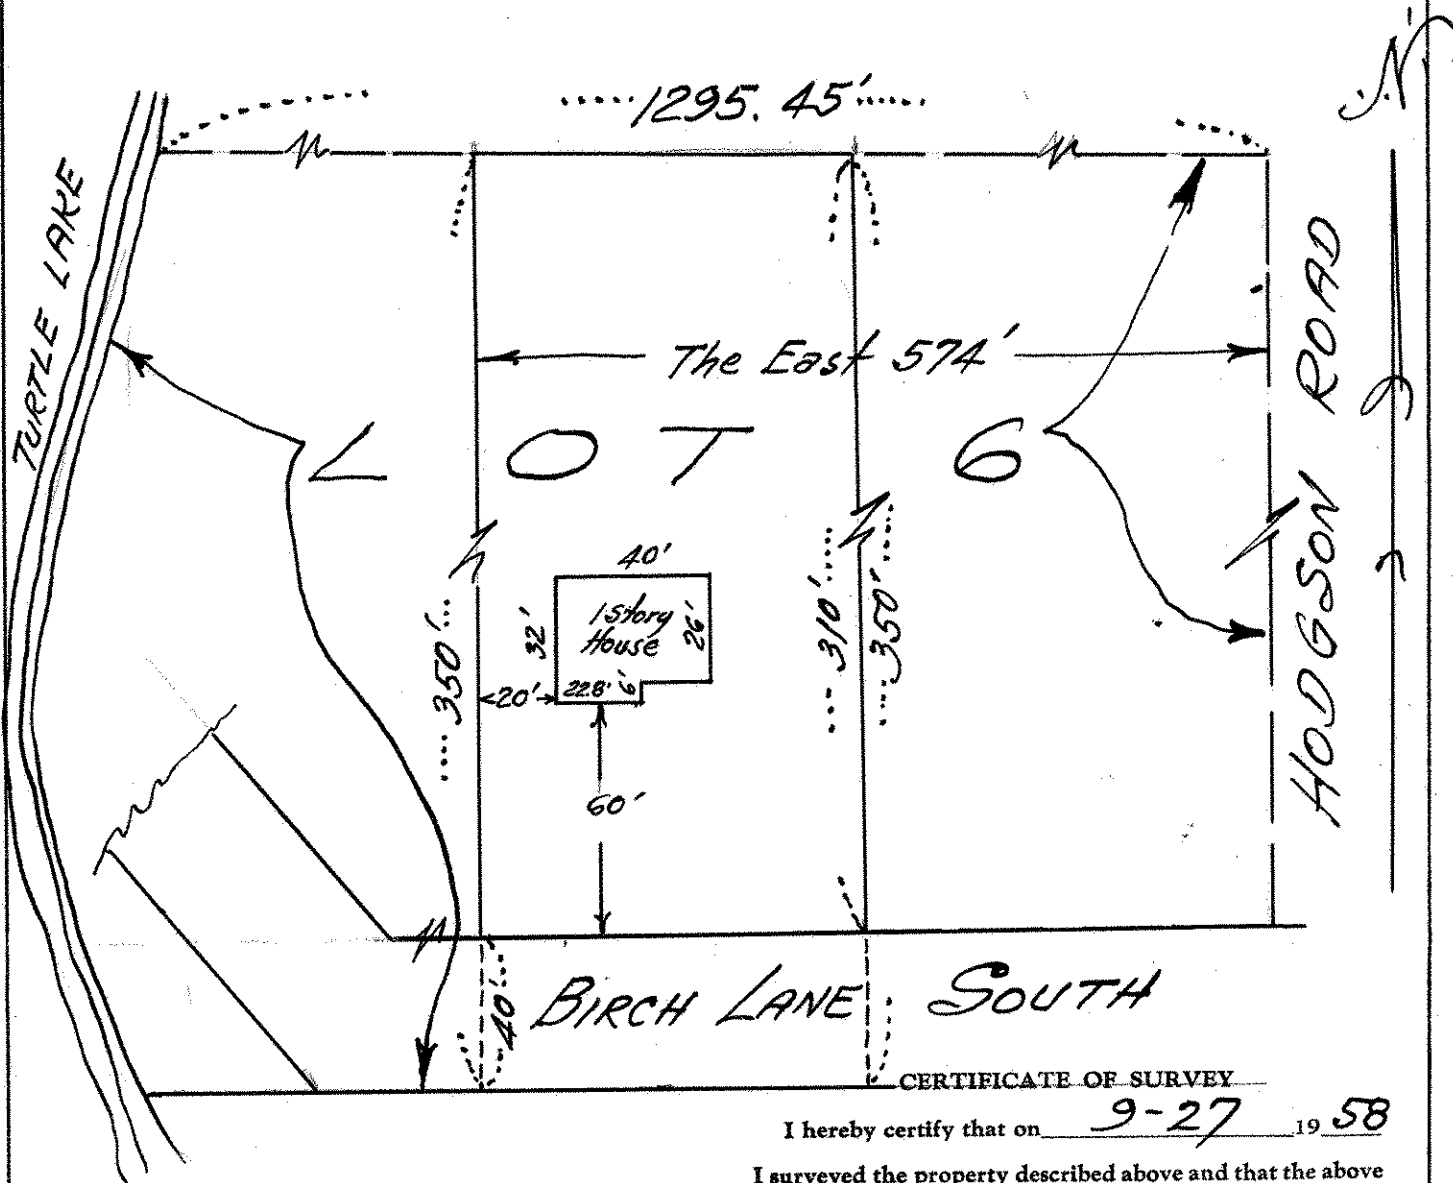 N
1295.45'
TURTLE LAKE
The East 574'
LOT 6
HODGSON ROAD
40'
1 Story
House
32'
26'
350'
310'
350'
20'
22.8'
6'
60'
40'
BIRCH LANE SOUTH
CERTIFICATE OF SURVEY
I hereby certify that on 9-27 1958
I surveyed the property described above and that the above